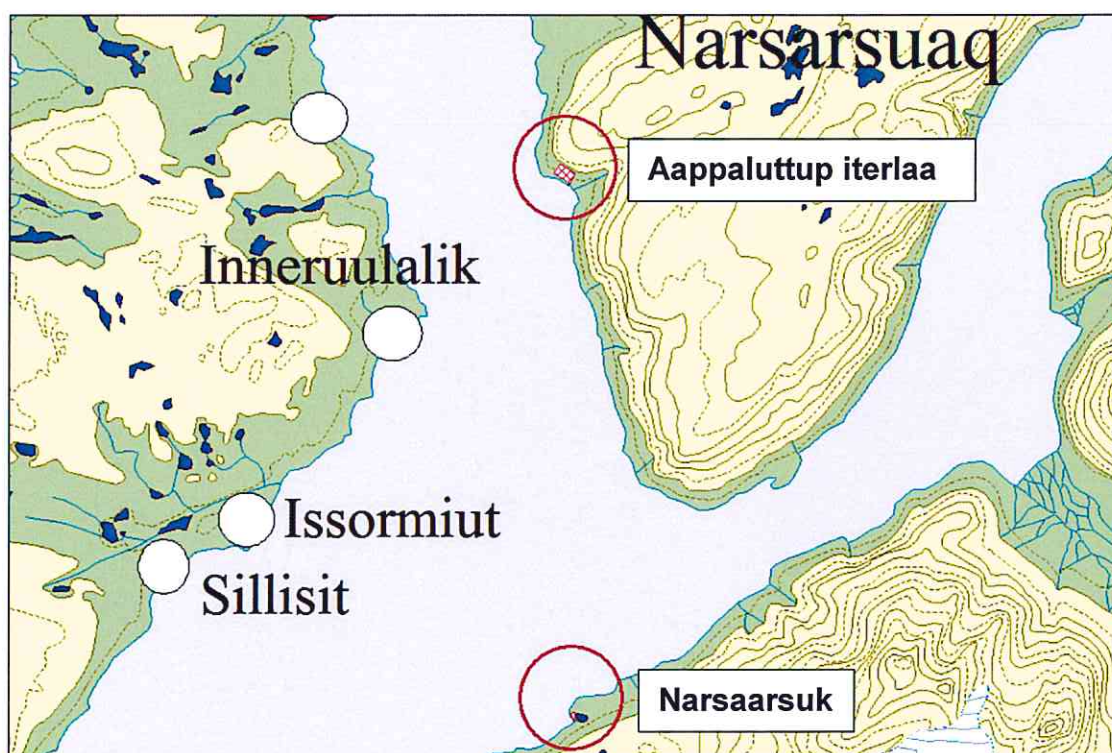 Narsarsuaq
Aappaluttup iterlaa
Inneruulalik
Issormiut
Sillisit
Narsaarsuk